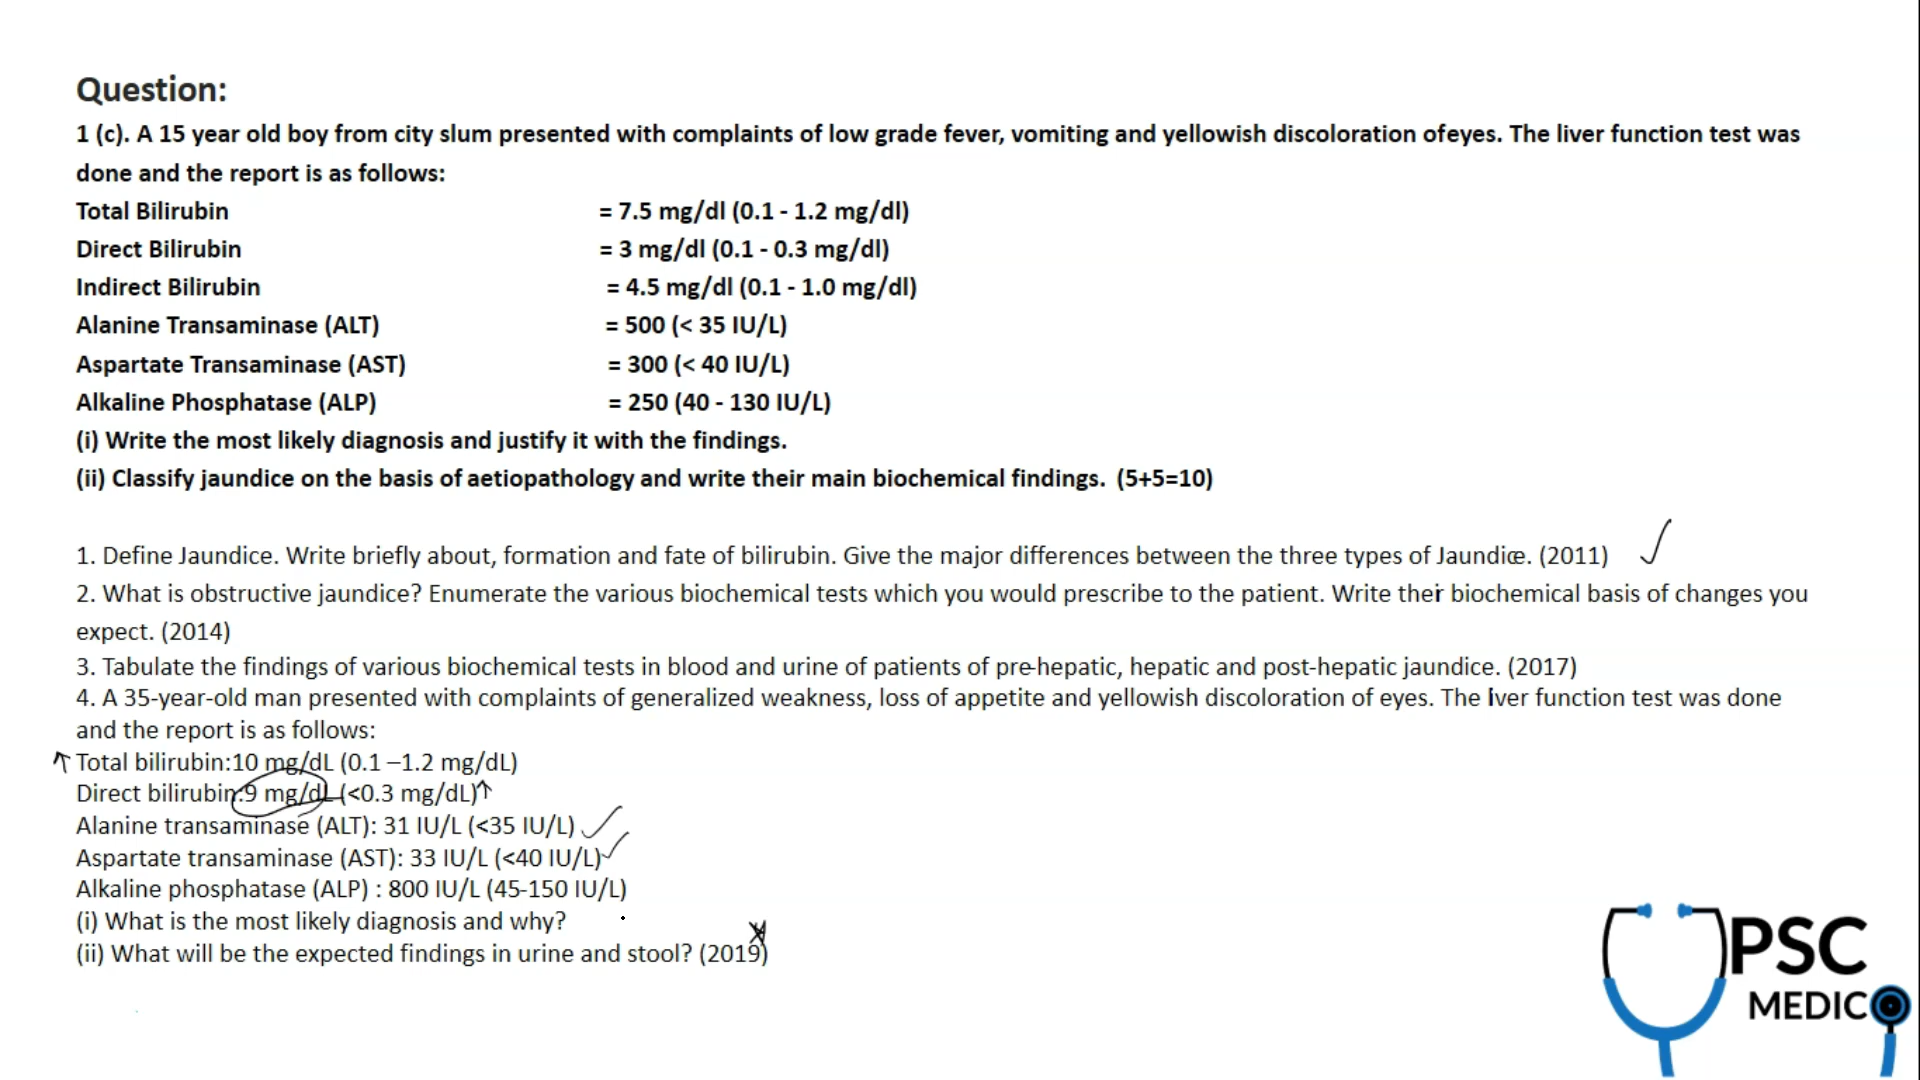 Question:
1 (c). A 15 year old boy from city slum presented with complaints of low grade fever, vomiting and yellowish discoloration ofeyes. The liver function test was
done and the report is as follows:
Total Bilirubin = 7.5 mg/dl (0.1 - 1.2 mg/dl)
Direct Bilirubin = 3 mg/dl (0.1 - 0.3 mg/dl)
Indirect Bilirubin = 4.5 mg/dl (0.1 - 1.0 mg/dl)
Alanine Transaminase (ALT) = 500 (< 35 IU/L)
Aspartate Transaminase (AST) = 300 (< 40 IU/L)
Alkaline Phosphatase (ALP) = 250 (40 - 130 IU/L)
(i) Write the most likely diagnosis and justify it with the findings.
(ii) Classify jaundice on the basis of aetiopathology and write their main biochemical findings. (5+5=10)
1. Define Jaundice. Write briefly about, formation and fate of bilirubin. Give the major differences between the three types of Jaundice. (2011)
2. What is obstructive jaundice? Enumerate the various biochemical tests which you would prescribe to the patient. Write their biochemical basis of changes you
expect. (2014)
3. Tabulate the findings of various biochemical tests in blood and urine of patients of pre-hepatic, hepatic and post-hepatic jaundice. (2017)
4. A 35-year-old man presented with complaints of generalized weakness, loss of appetite and yellowish discoloration of eyes. The liver function test was done
and the report is as follows:
↑ Total bilirubin:10 mg/dL (0.1 –1.2 mg/dL)
Direct bilirubin:9 mg/dL (<0.3 mg/dL)↑
Alanine transaminase (ALT): 31 IU/L (<35 IU/L) ✓
Aspartate transaminase (AST): 33 IU/L (<40 IU/L) ✓
Alkaline phosphatase (ALP) : 800 IU/L (45-150 IU/L)
(i) What is the most likely diagnosis and why?
(ii) What will be the expected findings in urine and stool? (2019)
UPSC
MEDICO